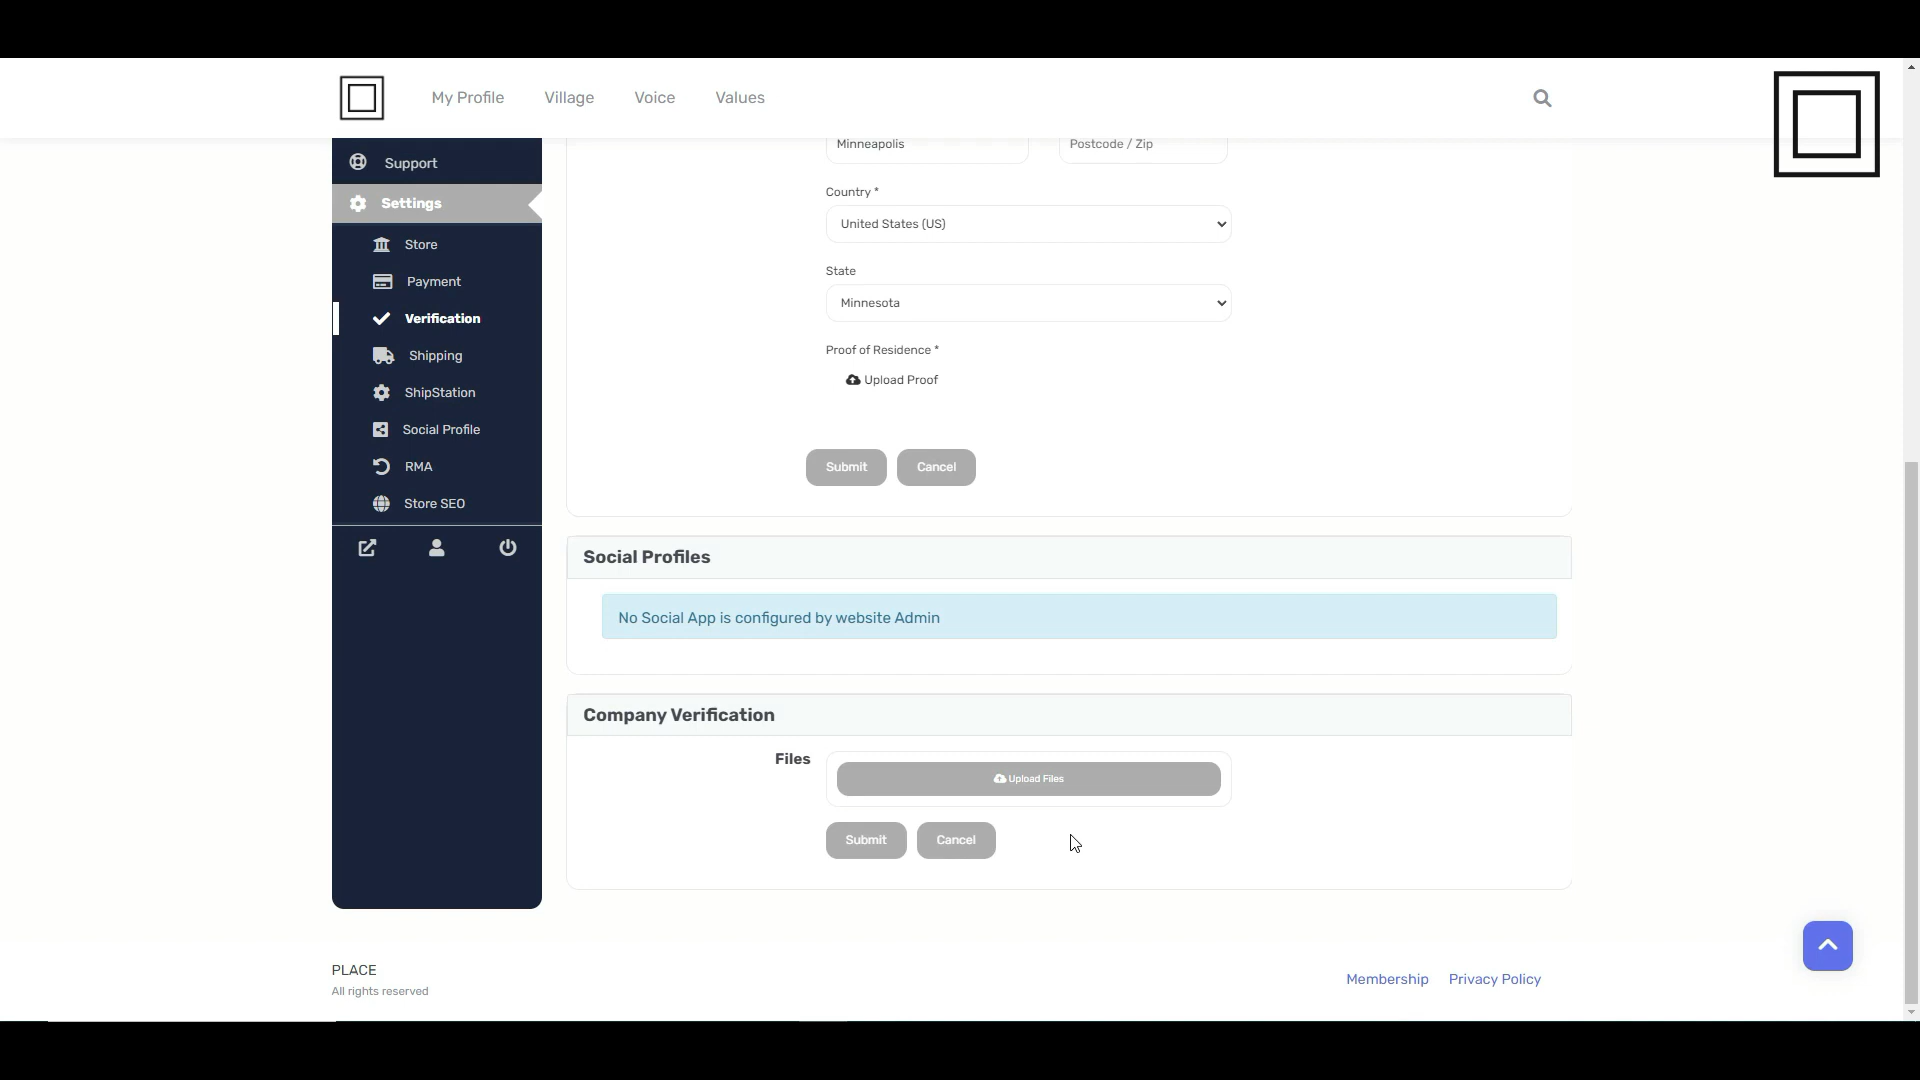 My Profile Village Voice Values
Support
Settings
Store
Payment
Verification
Shipping
ShipStation
Social Profile
RMA
Store SEO
Minneapolis Postcode / Zip
Country *
United States (US)
State
Minnesota
Proof of Residence *
Upload Proof
Submit Cancel
Social Profiles
No Social App is configured by website Admin
Company Verification
Files Upload Files
Submit Cancel
PLACE
All rights reserved
Membership Privacy Policy